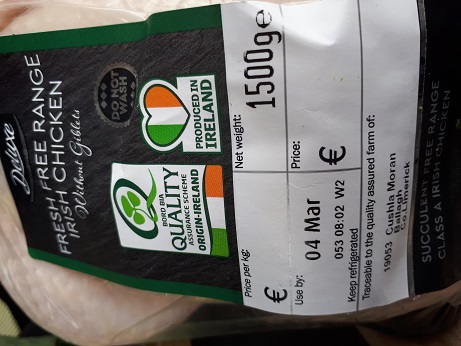 Deluxe
FRESH FREE RANGE
IRISH CHICKEN
Without Giblets
DO NOT
WASH
BORD BIA
QUALITY
ASSURANCE SCHEME
ORIGIN-IRELAND
PRODUCED IN
IRELAND
Price per kg:
€
Net weight:
1500g e
Use by:
04 Mar
Price:
€
053 08:02 W2
Keep refrigerated
Traceable to the quality assured farm of:
19053 Cushla Moran
Ballagh
Co. Limerick
SUCCULENT FREE RANGE
CLASS A IRISH CHICKEN